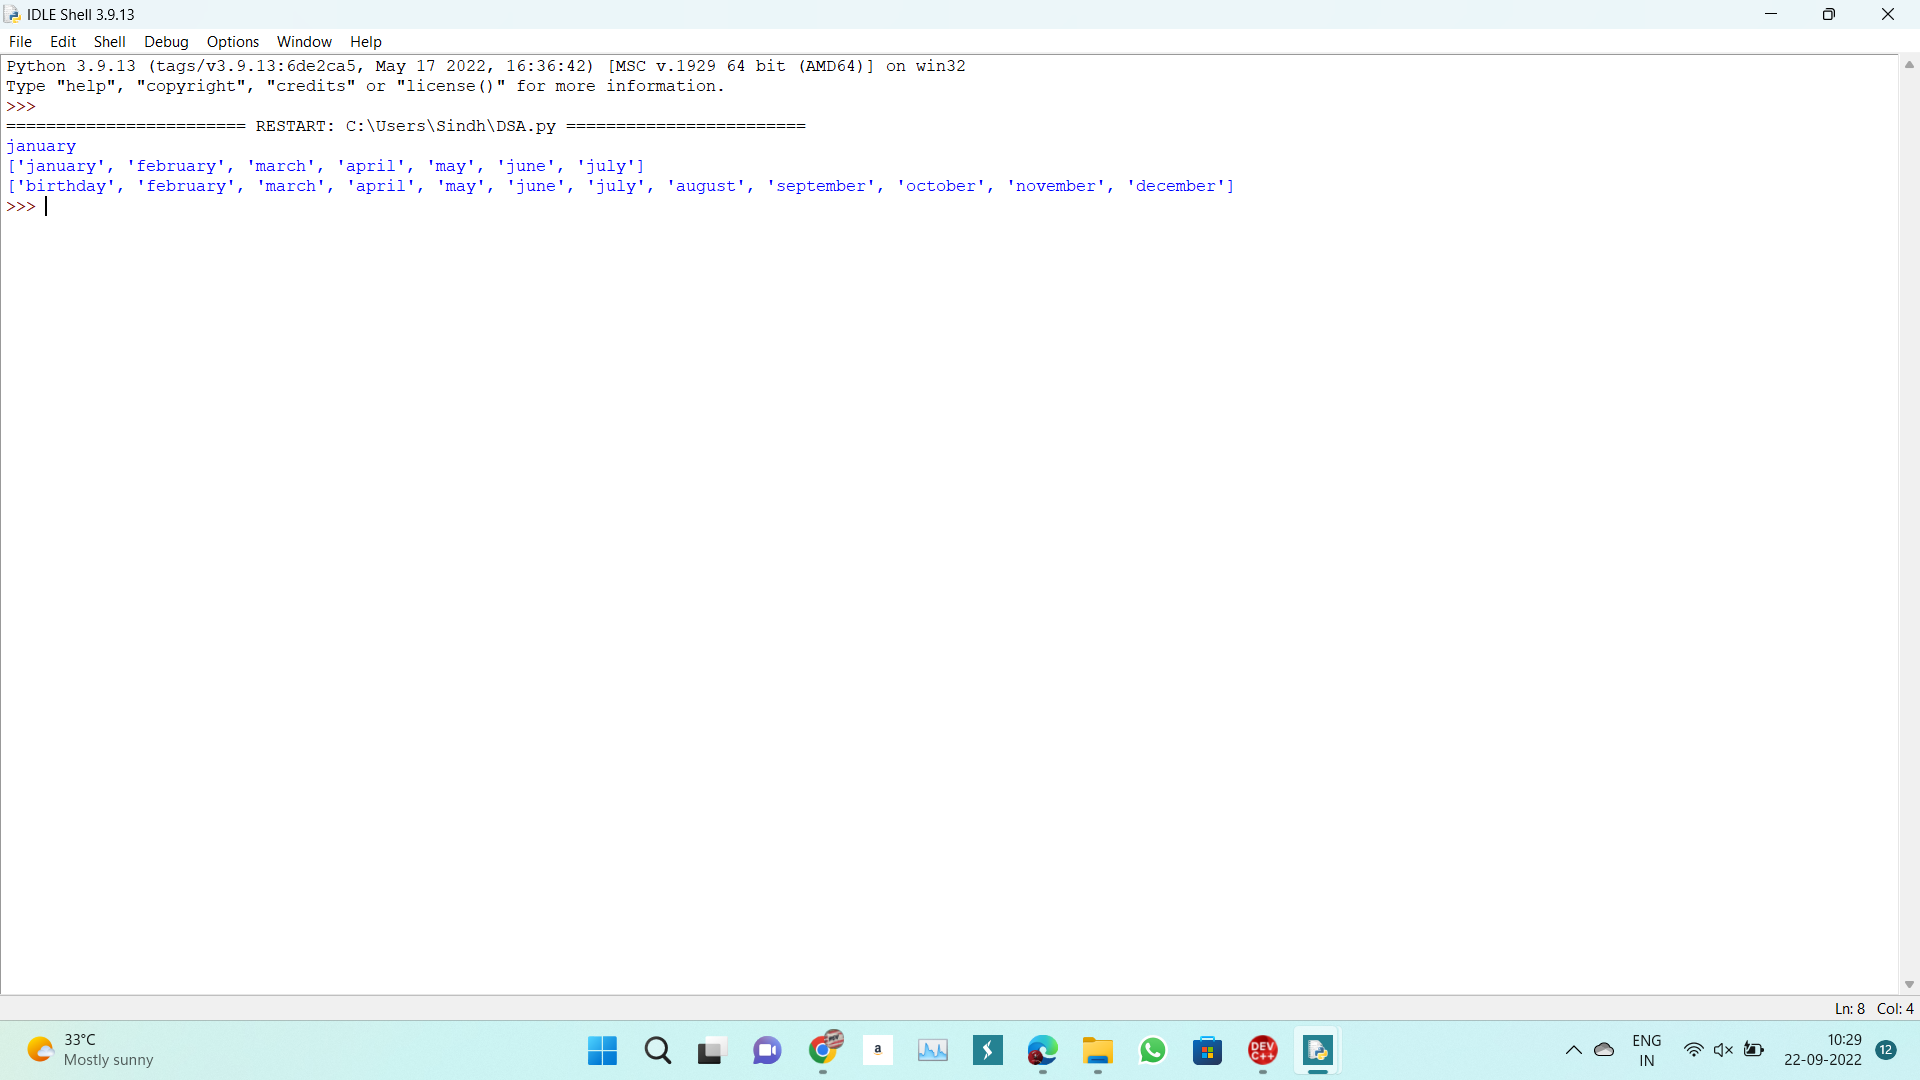 IDLE Shell 3.9.13
File Edit Shell Debug Options Window Help
Python 3.9.13 (tags/v3.9.13:6de2ca5, May 17 2022, 16:36:42) [MSC v.1929 64 bit (AMD64)] on win32
Type "help", "copyright", "credits" or "license()" for more information.
>>>
======================== RESTART: C:\Users\Sindh\DSA.py ========================
january
['january', 'february', 'march', 'april', 'may', 'june', 'july']
['birthday', 'february', 'march', 'april', 'may', 'june', 'july', 'august', 'september', 'october', 'november', 'december']
>>>
Ln: 8 Col: 4
33°C
Mostly sunny
a
DEV
C++
ENG
IN
10:29
22-09-2022
12